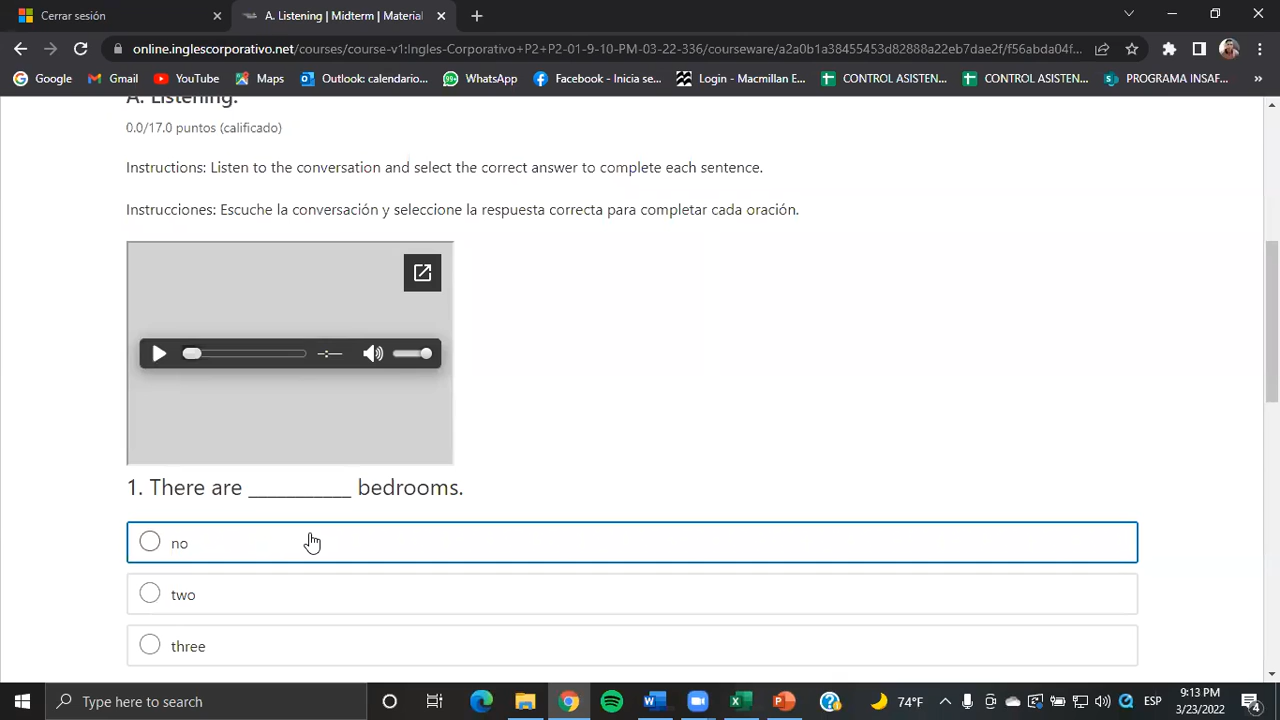 Cerrar sesión
A. Listening | Midterm | Material
online.inglescorporativo.net/courses/course-v1:Ingles-Corporativo+P2+P2-01-9-10-PM-03-22-336/courseware/a2a0b1a38455453d82888a22eb7dae2f/f56abda04f...
Google
Gmail
YouTube
Maps
Outlook: calendario...
WhatsApp
Facebook - Inicia se...
Login - Macmillan E...
CONTROL ASISTEN...
CONTROL ASISTEN...
PROGRAMA INSAF...
»
A. Listening.
0.0/17.0 puntos (calificado)
Instructions: Listen to the conversation and select the correct answer to complete each sentence.
Instrucciones: Escuche la conversación y seleccione la respuesta correcta para completar cada oración.
--:--
1. There are ___________ bedrooms.
no
two
three
Type here to search
74°F
ESP
9:13 PM
3/23/2022
4